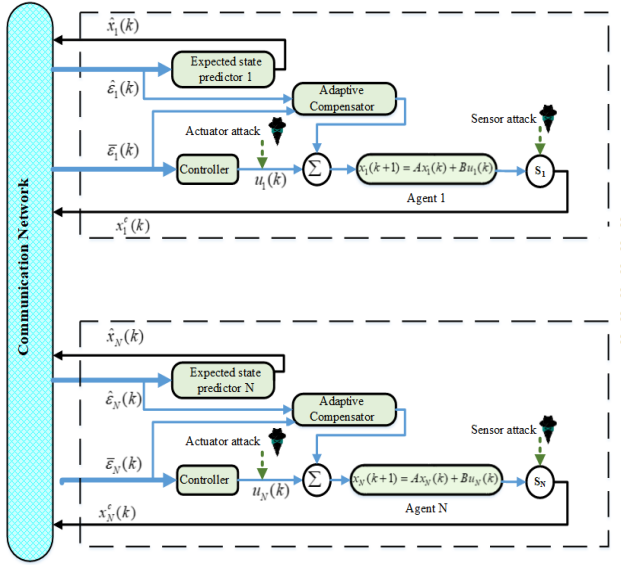 Communication Network
x̂₁(k)
Expected state
predictor 1
ε̂₁(k)
Adaptive
Compensator
Actuator attack
Sensor attack
ε̄₁(k)
Controller
u₁(k)
Σ
x₁(k+1) = Ax₁(k)+Bu₁(k)
S₁
Agent 1
x₁ᶜ(k)
x̂_N(k)
Expected state
predictor N
ε̂_N(k)
Adaptive
Compensator
Actuator attack
Sensor attack
ε̄_N(k)
Controller
u_N(k)
Σ
x_N(k+1) = Ax_N(k)+Bu_N(k)
S_N
Agent N
x_Nᶜ(k)